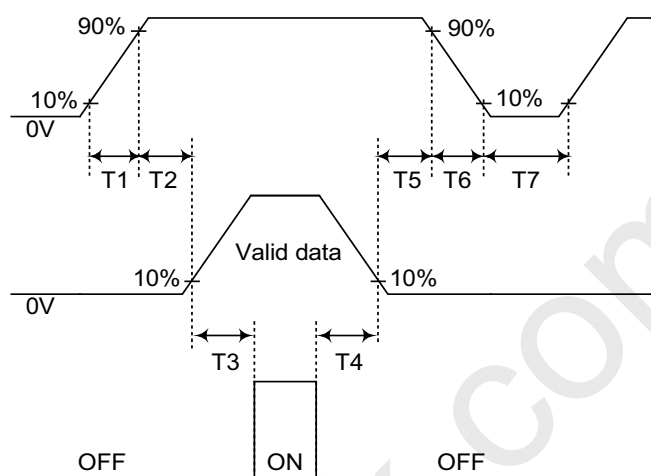 90% 90%
10% 10%
0V
T1 T2 T5 T6 T7
Valid data
10% 10%
0V
T3 T4
OFF ON OFF